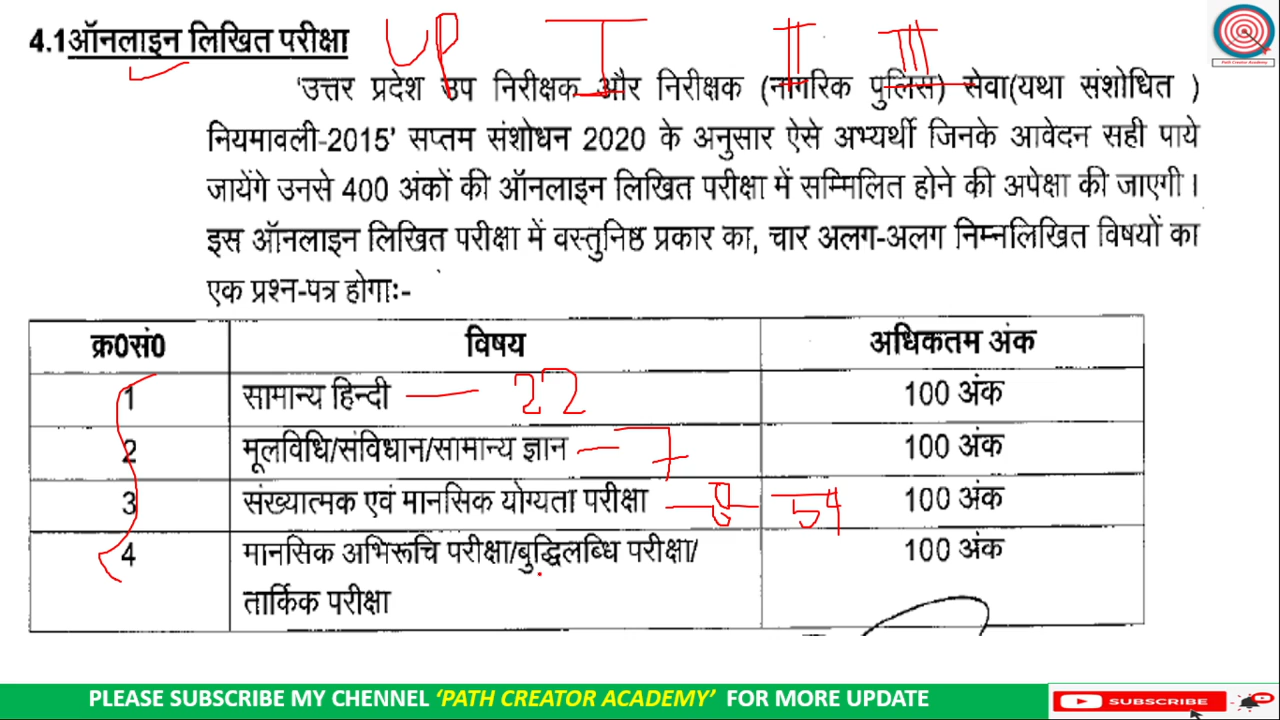 4.1ऑनलाइन लिखित परीक्षा UP I II III
'उत्तर प्रदेश उप निरीक्षक और निरीक्षक (नागरिक पुलिस) सेवा(यथा संशोधित )
नियमावली-2015' सप्तम संशोधन 2020 के अनुसार ऐसे अभ्यर्थी जिनके आवेदन सही पाये
जायेंगे उनसे 400 अंकों की ऑनलाइन लिखित परीक्षा में सम्मिलित होने की अपेक्षा की जाएगी।
इस ऑनलाइन लिखित परीक्षा में वस्तुनिष्ठ प्रकार का, चार अलग-अलग निम्नलिखित विषयों का
एक प्रश्न-पत्र होगाः-
क्र0सं0 विषय अधिकतम अंक
1 सामान्य हिन्दी - 22 100 अंक
2 मूलविधि/संविधान/सामान्य ज्ञान - 7 100 अंक
3 संख्यात्मक एवं मानसिक योग्यता परीक्षा - 8 54 100 अंक
4 मानसिक अभिरूचि परीक्षा/बुद्धिलब्धि परीक्षा/ 100 अंक
तार्किक परीक्षा
Path Creator Academy
PLEASE SUBSCRIBE MY CHENNEL 'PATH CREATOR ACADEMY' FOR MORE UPDATE
SUBSCRIBE